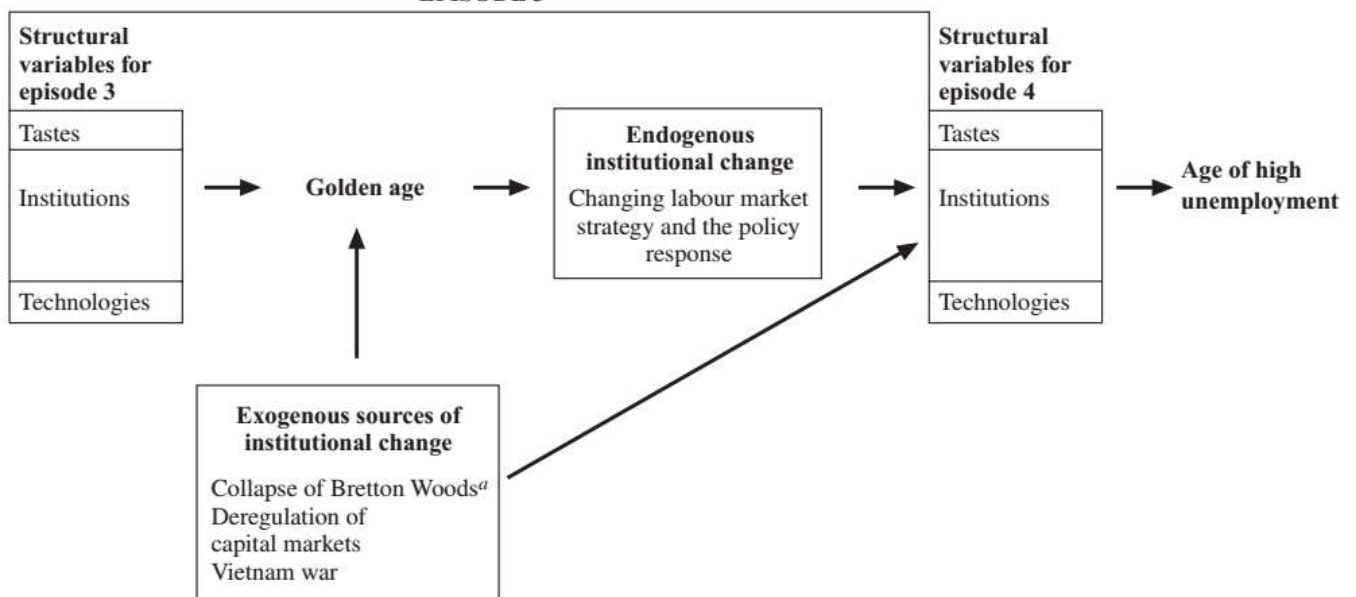 Structural
variables for
episode 3
Tastes
Institutions
Technologies
Golden age
Endogenous
institutional change
Changing labour market
strategy and the policy
response
Structural
variables for
episode 4
Tastes
Institutions
Technologies
Age of high
unemployment
Exogenous sources of
institutional change
Collapse of Bretton Woodsᵃ
Deregulation of
capital markets
Vietnam war